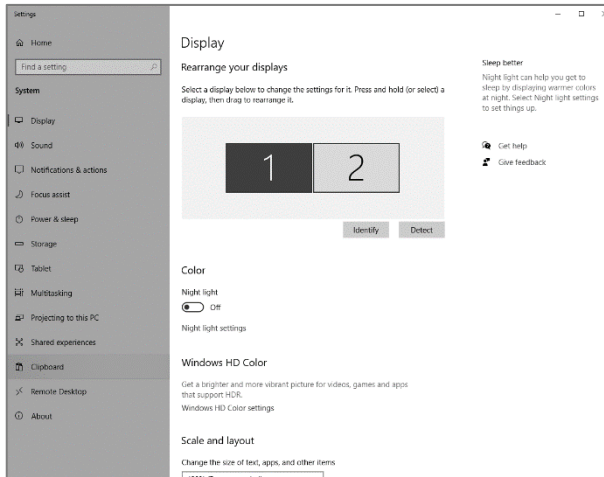 Settings
Home
Find a setting
System
Display
Sound
Notifications & actions
Focus assist
Power & sleep
Storage
Tablet
Multitasking
Projecting to this PC
Shared experiences
Clipboard
Remote Desktop
About
Display
Rearrange your displays
Select a display below to change the settings for it. Press and hold (or select) a
display, then drag to rearrange it.
1
2
Identify
Detect
Color
Night light
Off
Night light settings
Windows HD Color
Get a brighter and more vibrant picture for videos, games and apps
that support HDR.
Windows HD Color settings
Scale and layout
Change the size of text, apps, and other items
Sleep better
Night light can help you get to
sleep by displaying warmer colors
at night. Select Night light settings
to set things up.
Get help
Give feedback